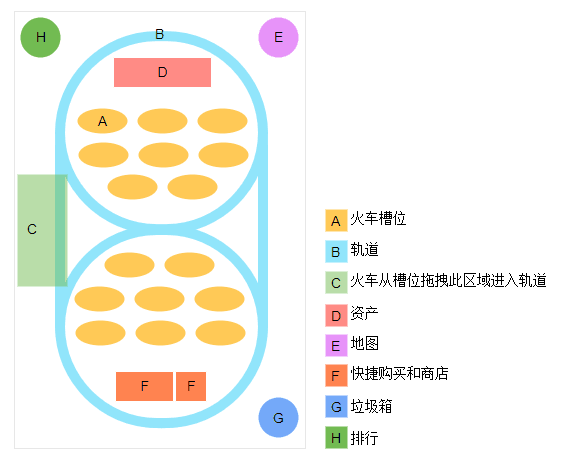 H
B
E
D
A
C
F
F
G
A 火车槽位
B 轨道
C 火车从槽位拖拽此区域进入轨道
D 资产
E 地图
F 快捷购买和商店
G 垃圾箱
H 排行